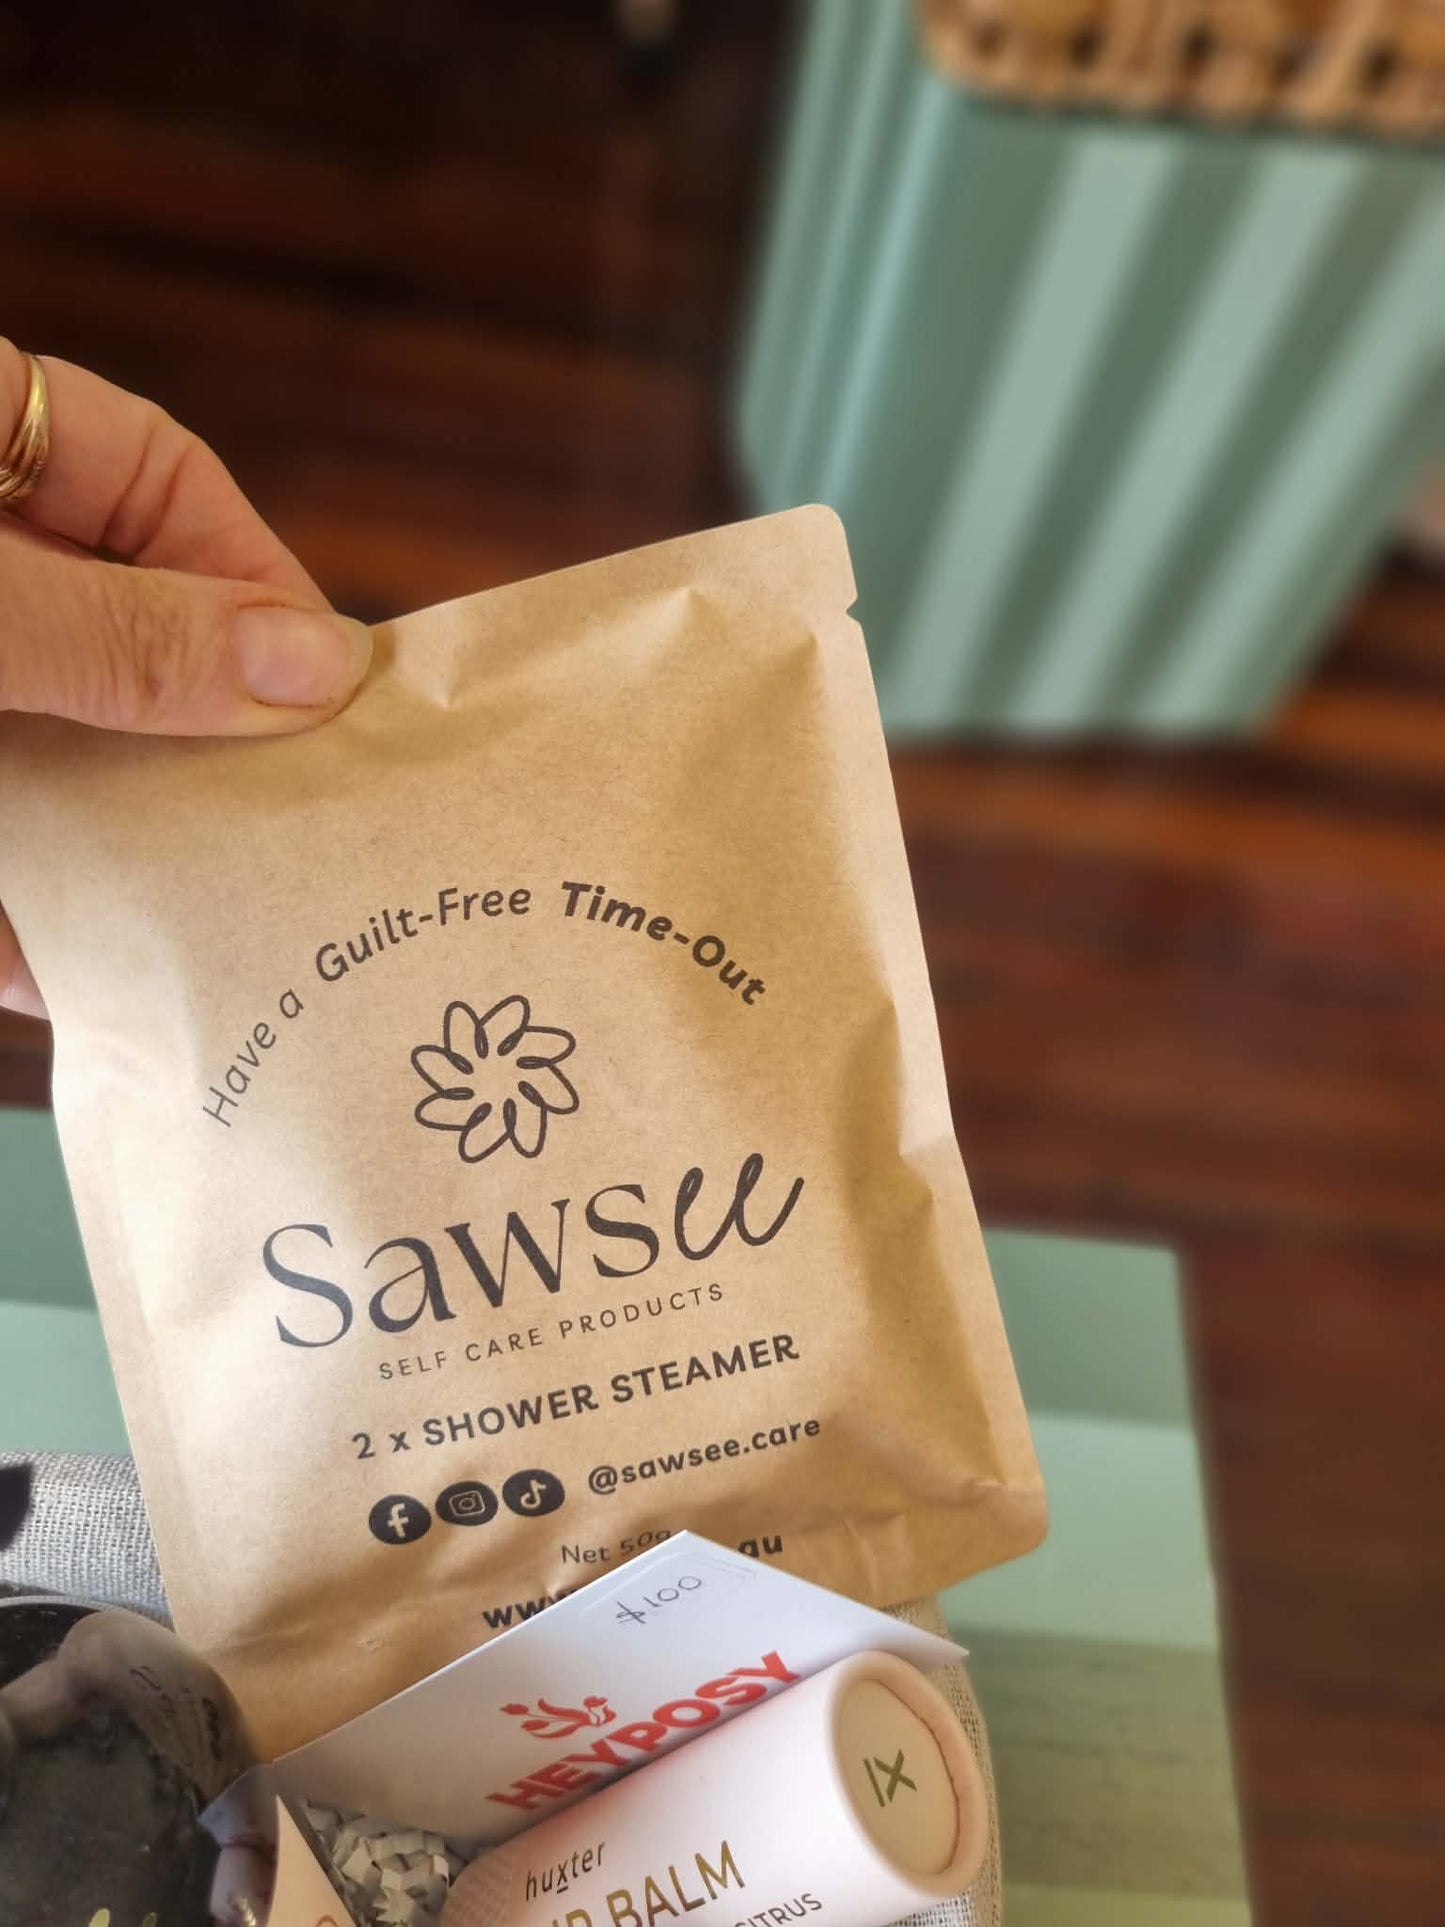 Have a Guilt-Free Time-Out
Sawsee
SELF CARE PRODUCTS
2 x SHOWER STEAMER
@sawsee.care
Net 50g
$100
HEYPOSY
huxter
BALM
CITRUS